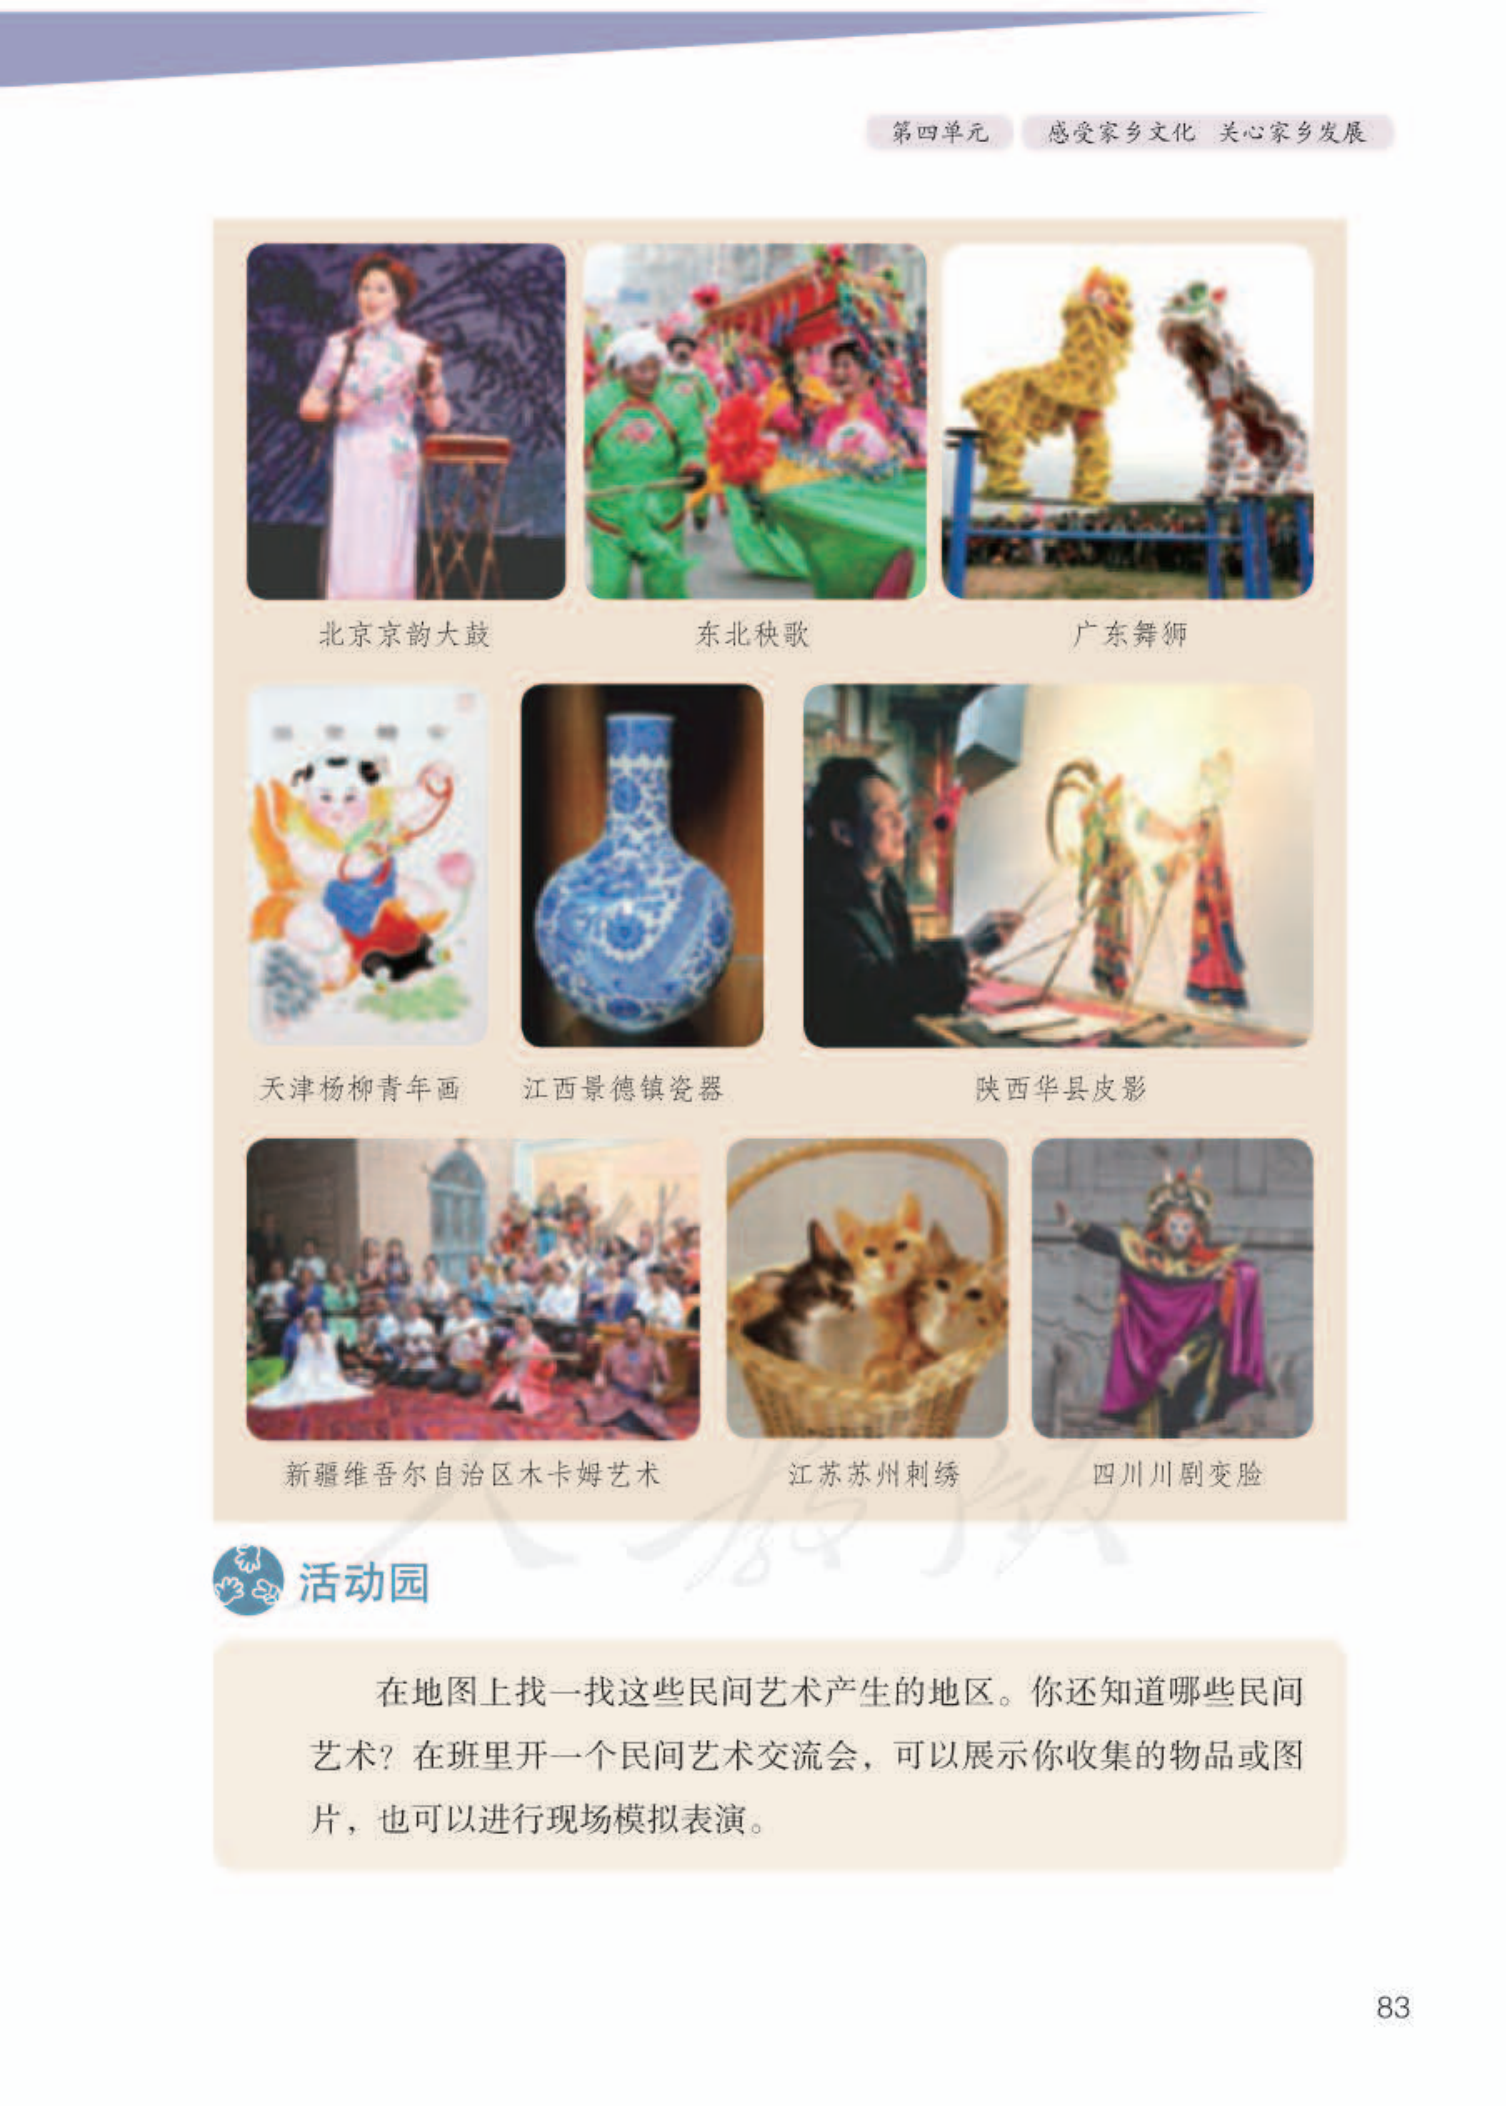 第四单元 感受家乡文化 关心家乡发展
北京京韵大鼓 东北秧歌 广东舞狮
天津杨柳青年画 江西景德镇瓷器 陕西华县皮影
新疆维吾尔自治区木卡姆艺术 江苏苏州刺绣 四川川剧变脸
人教版
活动园
在地图上找一找这些民间艺术产生的地区。你还知道哪些民间
艺术？在班里开一个民间艺术交流会，可以展示你收集的物品或图
片，也可以进行现场模拟表演。
83